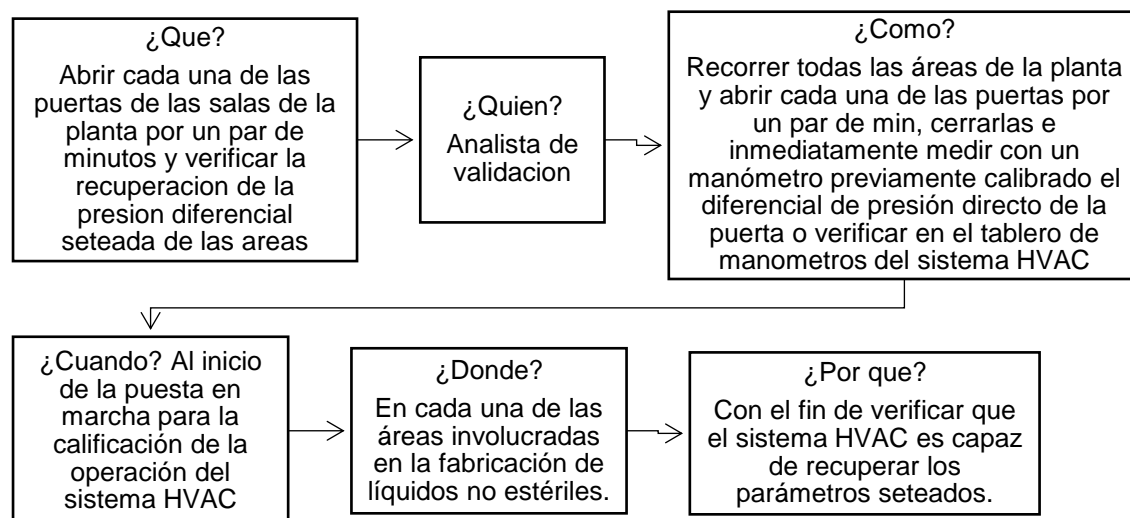 ¿Que?
Abrir cada una de las
puertas de las salas de la
planta por un par de
minutos y verificar la
recuperacion de la
presion diferencial
seteada de las areas
¿Quien?
Analista de
validacion
¿Como?
Recorrer todas las áreas de la planta
y abrir cada una de las puertas por
un par de min, cerrarlas e
inmediatamente medir con un
manómetro previamente calibrado el
diferencial de presión directo de la
puerta o verificar en el tablero de
manometros del sistema HVAC
¿Cuando? Al inicio
de la puesta en
marcha para la
calificación de la
operación del
sistema HVAC
¿Donde?
En cada una de las
áreas involucradas
en la fabricación de
líquidos no estériles.
¿Por que?
Con el fin de verificar que
el sistema HVAC es capaz
de recuperar los
parámetros seteados.